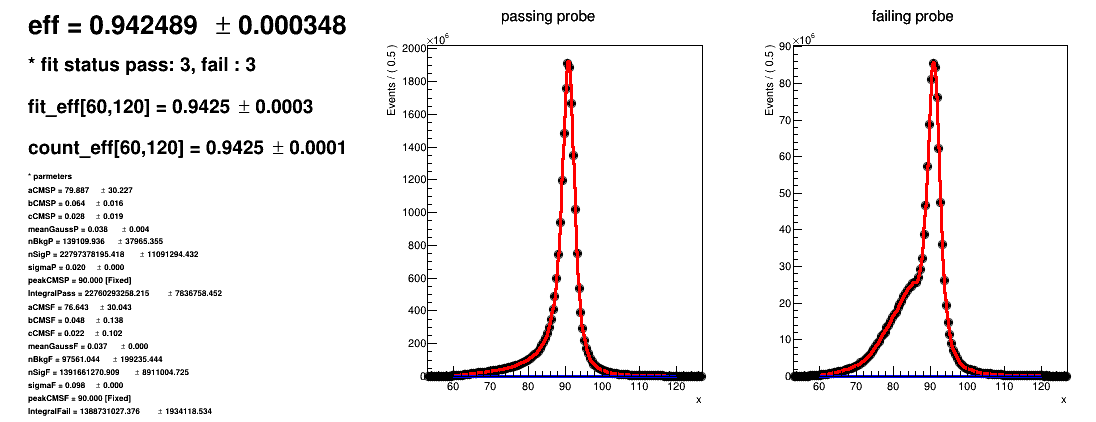 eff = 0.942489 ± 0.000348
* fit status pass: 3, fail : 3
fit_eff[60,120] = 0.9425 ± 0.0003
count_eff[60,120] = 0.9425 ± 0.0001
* parmeters
aCMSP = 79.887 ± 30.227
bCMSP = 0.064 ± 0.016
cCMSP = 0.028 ± 0.019
meanGaussP = 0.038 ± 0.004
nBkgP = 139109.936 ± 37965.355
nSigP = 22797378195.418 ± 11091294.432
sigmaP = 0.020 ± 0.000
peakCMSP = 90.000 [Fixed]
IntegralPass = 22760293258.215 ± 7836758.452
aCMSF = 76.643 ± 30.043
bCMSF = 0.048 ± 0.138
cCMSF = 0.022 ± 0.102
meanGaussF = 0.037 ± 0.000
nBkgF = 97561.044 ± 199235.444
nSigF = 1391661270.909 ± 8911004.725
sigmaF = 0.098 ± 0.000
peakCMSF = 90.000 [Fixed]
IntegralFail = 1388731027.376 ± 1934118.534
passing probe
×10⁶
Events / ( 0.5 )
2000
1800
1600
1400
1200
1000
800
600
400
200
0
60 70 80 90 100 110 120
x
failing probe
×10⁶
Events / ( 0.5 )
90
80
70
60
50
40
30
20
10
0
60 70 80 90 100 110 120
x